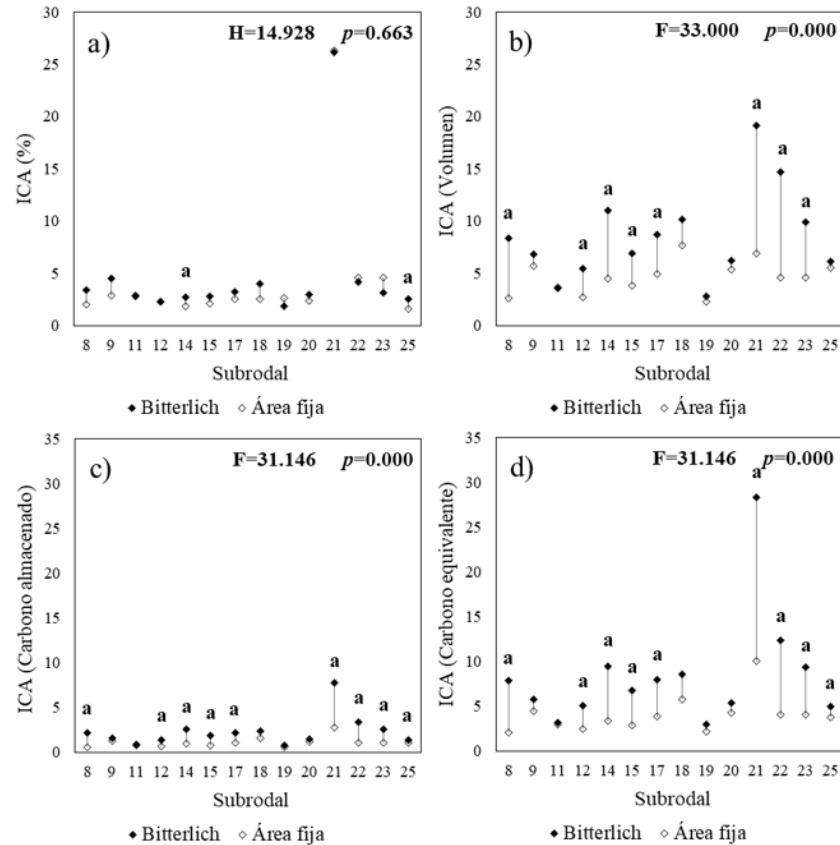 a)
H=14.928 p=0.663
ICA (%)
30
25
20
15
10
5
0
a
a
8 9 11 12 14 15 17 18 19 20 21 22 23 25
Subrodal
◆ Bitterlich ◇ Área fija
b)
F=33.000 p=0.000
ICA (Volumen)
30
25
20
15
10
5
0
a
a
a
a
a
a
a
a
8 9 11 12 14 15 17 18 19 20 21 22 23 25
Subrodal
◆ Bitterlich ◇ Área fija
c)
F=31.146 p=0.000
ICA (Carbono almacenado)
35
30
25
20
15
10
5
0
a
a
a
a
a
a
a
a
a
8 9 11 12 14 15 17 18 19 20 21 22 23 25
Subrodal
◆ Bitterlich ◇ Área fija
d)
F=31.146 p=0.000
ICA (Carbono equivalente)
35
30
25
20
15
10
5
0
a
a
a
a
a
a
a
a
a
8 9 11 12 14 15 17 18 19 20 21 22 23 25
Subrodal
◆ Bitterlich ◇ Área fija